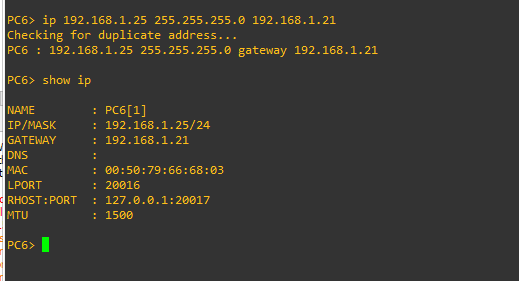 PC6> ip 192.168.1.25 255.255.255.0 192.168.1.21
Checking for duplicate address...
PC6 : 192.168.1.25 255.255.255.0 gateway 192.168.1.21
PC6> show ip
NAME : PC6[1]
IP/MASK : 192.168.1.25/24
GATEWAY : 192.168.1.21
DNS :
MAC : 00:50:79:66:68:03
LPORT : 20016
RHOST:PORT : 127.0.0.1:20017
MTU : 1500
PC6>